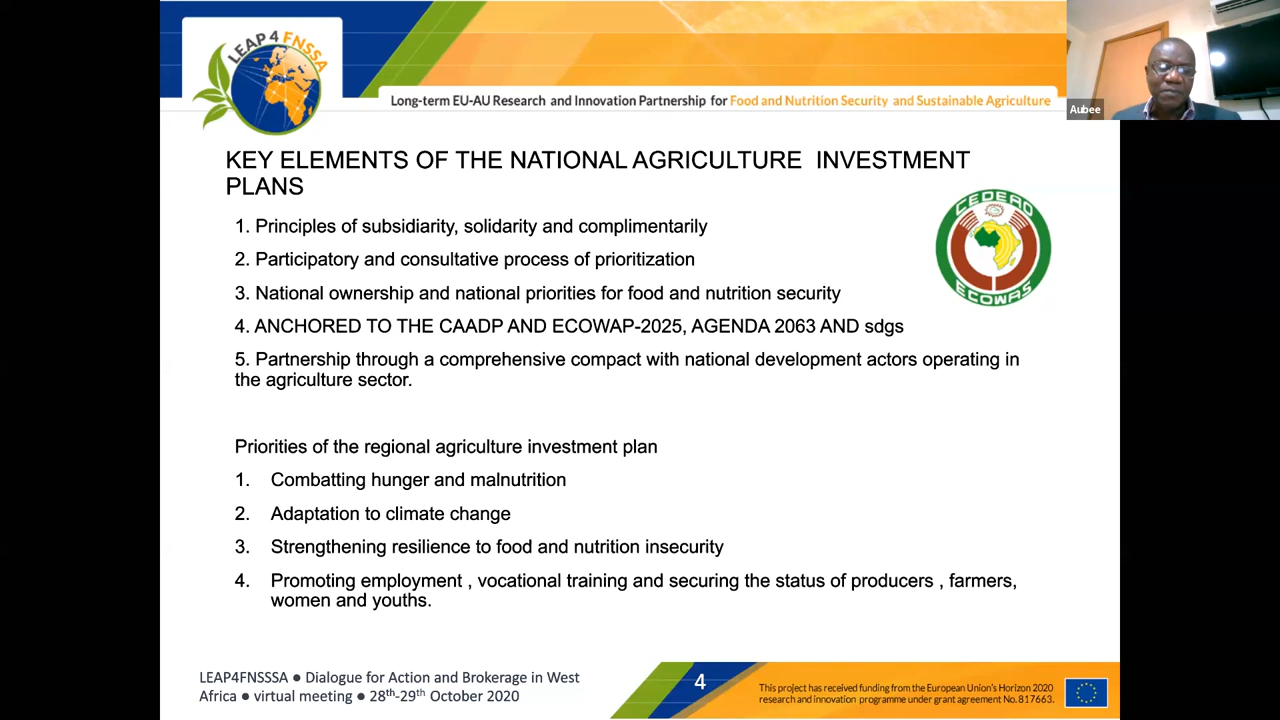 LEAP 4 FNSSA
Long-term EU-AU Research and Innovation Partnership for Food and Nutrition Security and Sustainable Agriculture
Aubee
KEY ELEMENTS OF THE NATIONAL AGRICULTURE INVESTMENT
PLANS
CEDEAO
ECOWAS
1. Principles of subsidiarity, solidarity and complimentarily
2. Participatory and consultative process of prioritization
3. National ownership and national priorities for food and nutrition security
4. ANCHORED TO THE CAADP AND ECOWAP-2025, AGENDA 2063 AND sdgs
5. Partnership through a comprehensive compact with national development actors operating in
the agriculture sector.
Priorities of the regional agriculture investment plan
1. Combatting hunger and malnutrition
2. Adaptation to climate change
3. Strengthening resilience to food and nutrition insecurity
4. Promoting employment , vocational training and securing the status of producers , farmers,
women and youths.
LEAP4FNSSSA ● Dialogue for Action and Brokerage in West
Africa ● virtual meeting ● 28th-29th October 2020
4
This project has received funding from the European Union's Horizon 2020
research and innovation programme under grant agreement No. 817663.